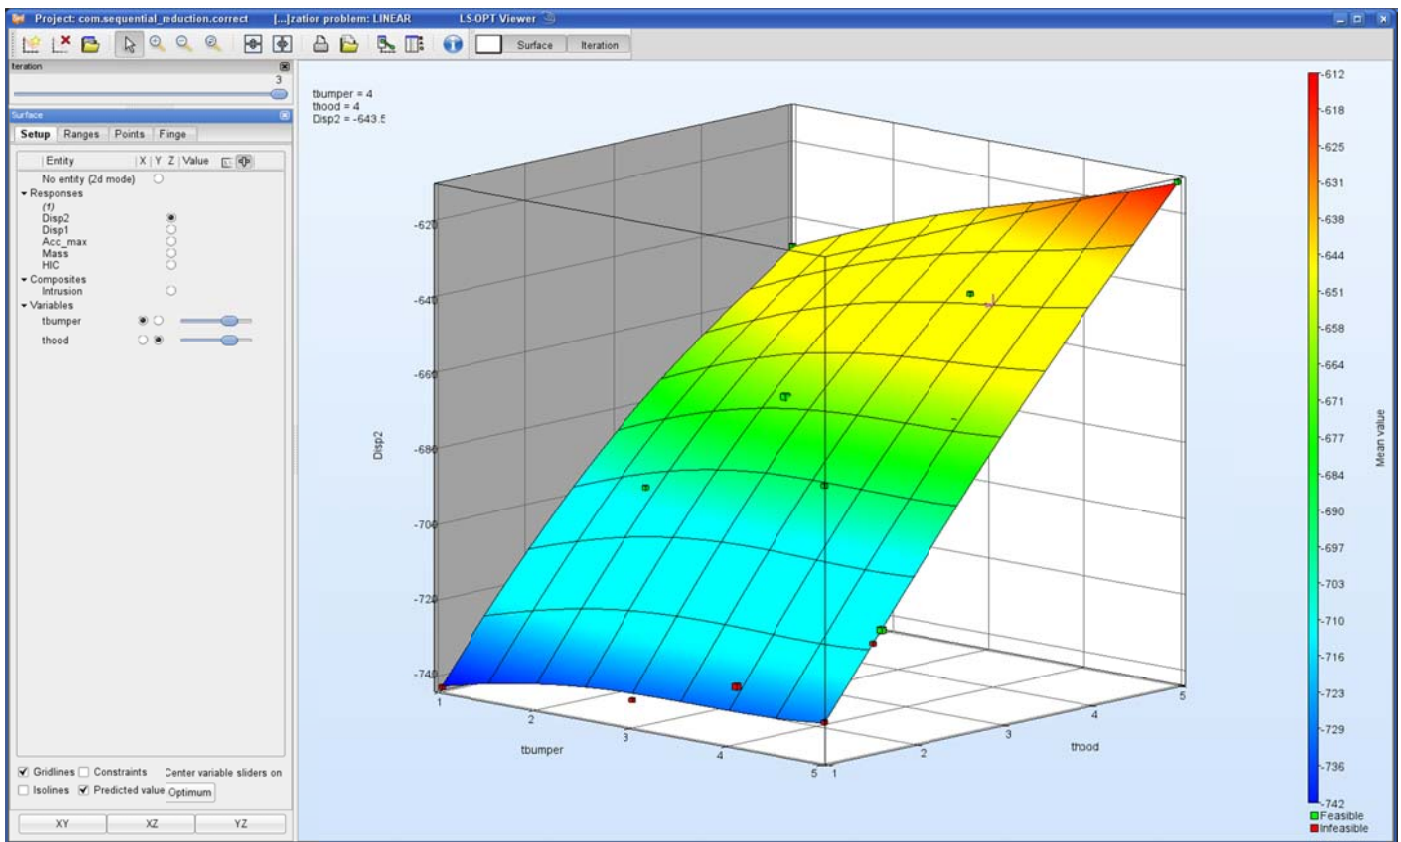 Project: com.sequential_reduction.correct [...]zatior problem: LINEAR LS-OPT Viewer
Surface Iteration
teration
3
Surface
Setup Ranges Points Finge
Entity X Y Z Value
No entity (2d mode)
Responses
(1)
Disp2
Disp1
Acc_max
Mass
HIC
Composites
Intrusion
Variables
tbumper
thood
Gridlines Constraints Center variable sliders on
Isolines Predicted value Optimum
XY XZ YZ
tbumper = 4
thood = 4
Disp2 = -643.5
-620
-640
-660
-680
-700
-720
-740
Disp2
1
2
3
4
5
tbumper
1
2
3
4
5
thood
-612
-618
-625
-631
-638
-644
-651
-658
-664
-671
-677
-684
-690
-697
-703
-710
-716
-723
-729
-736
-742
Mean value
Feasible
Infeasible